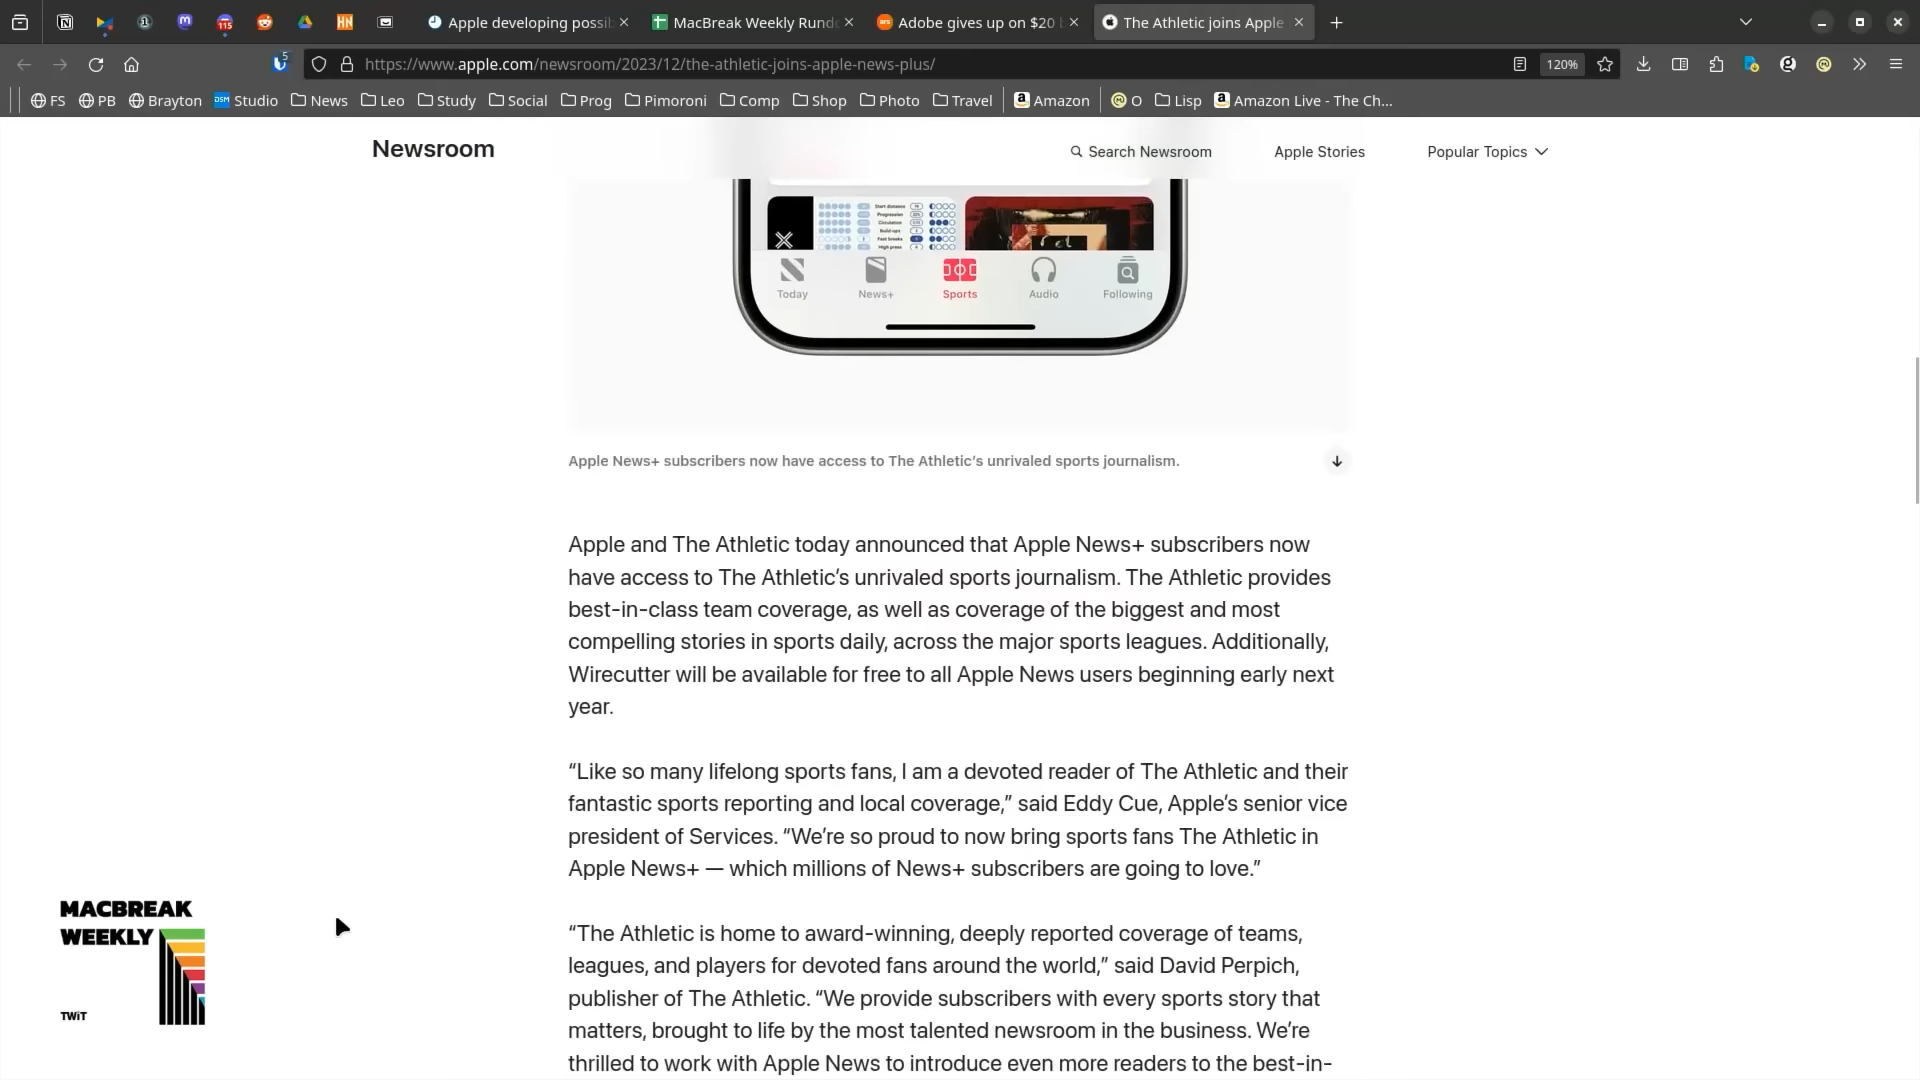 Apple developing possib
MacBreak Weekly Rundo
Adobe gives up on $20 b
The Athletic joins Apple
https://www.apple.com/newsroom/2023/12/the-athletic-joins-apple-news-plus/
120%
FS PB Brayton Studio News Leo Study Social Prog Pimoroni Comp Shop Photo Travel Amazon O Lisp Amazon Live - The Ch...
Newsroom
Search Newsroom Apple Stories Popular Topics
Start distance
Progression
Circulation
Build-ups
Fast breaks
High press
Today News+ Sports Audio Following
Apple News+ subscribers now have access to The Athletic’s unrivaled sports journalism.
Apple and The Athletic today announced that Apple News+ subscribers now
have access to The Athletic’s unrivaled sports journalism. The Athletic provides
best-in-class team coverage, as well as coverage of the biggest and most
compelling stories in sports daily, across the major sports leagues. Additionally,
Wirecutter will be available for free to all Apple News users beginning early next
year.
“Like so many lifelong sports fans, I am a devoted reader of The Athletic and their
fantastic sports reporting and local coverage,” said Eddy Cue, Apple’s senior vice
president of Services. “We’re so proud to now bring sports fans The Athletic in
Apple News+ — which millions of News+ subscribers are going to love.”
“The Athletic is home to award-winning, deeply reported coverage of teams,
leagues, and players for devoted fans around the world,” said David Perpich,
publisher of The Athletic. “We provide subscribers with every sports story that
matters, brought to life by the most talented newsroom in the business. We’re
thrilled to work with Apple News to introduce even more readers to the best-in-
MACBREAK
WEEKLY
TWiT